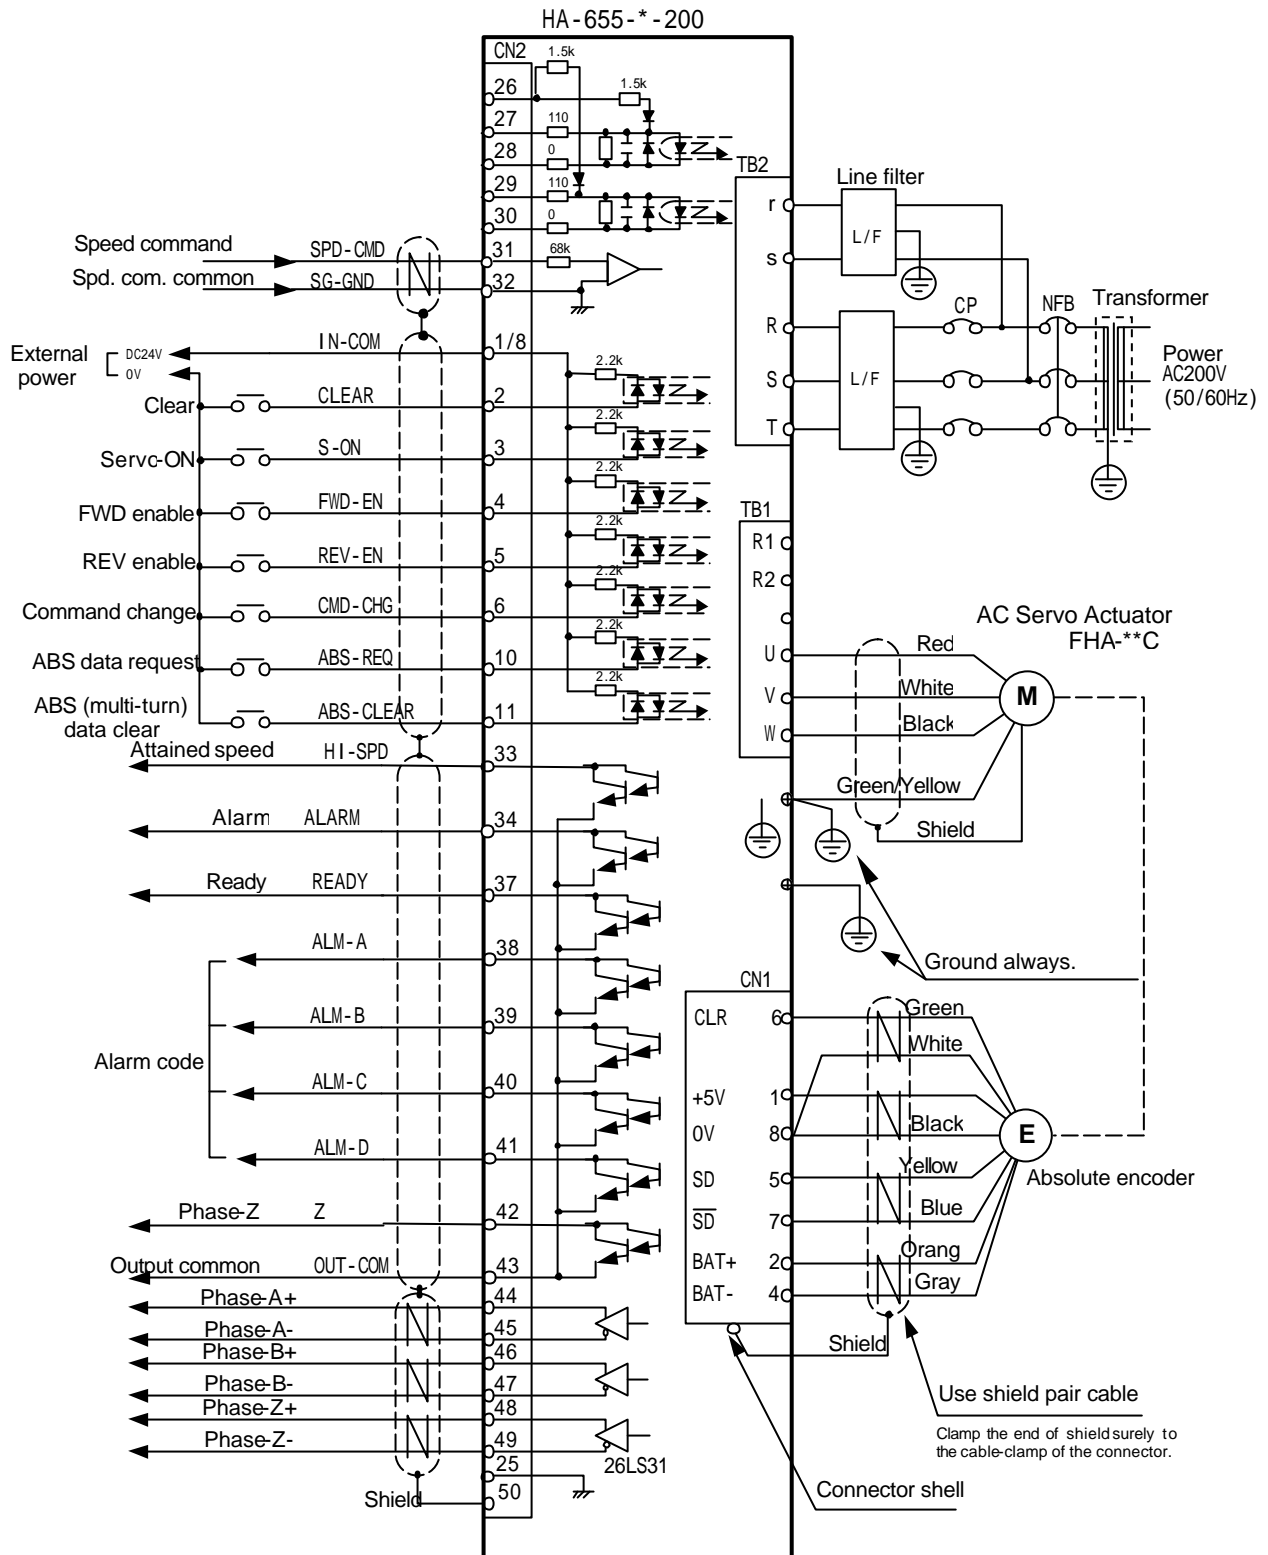 HA-655-*-200
CN2
1.5k
26
1.5k
27
110
28
0
29
110
30
0
Speed command
SPD-CMD
31
68k
Spd. com. common
SG-GND
32
External
power
DC24V
0V
IN-COM
1/8
2.2k
Clear
CLEAR
2
2.2k
Servo-ON
S-ON
3
2.2k
FWD enable
FWD-EN
4
2.2k
REV enable
REV-EN
5
2.2k
Command change
CMD-CHG
6
2.2k
ABS data request
ABS-REQ
10
2.2k
ABS (multi-turn)
data clear
ABS-CLEAR
11
Attained speed
HI-SPD
33
Alarm
ALARM
34
Ready
READY
37
Alarm code
ALM-A
38
ALM-B
39
ALM-C
40
ALM-D
41
Phase-Z
Z
42
Output common
OUT-COM
43
Phase-A+
44
Phase-A-
45
Phase-B+
46
Phase-B-
47
Phase-Z+
48
Phase-Z-
49
26LS31
25
Shield
50
TB2
Line filter
r
L/F
s
CP
NFB
Transformer
R
S
L/F
T
Power
AC200V
(50/60Hz)
TB1
R1
R2
AC Servo Actuator
FHA-**C
U
Red
V
White
M
W
Black
Green/Yellow
Shield
Ground always.
CN1
CLR
6
Green
White
+5V
1
0V
8
Black
E
Absolute encoder
SD
5
Yellow
SD
7
Blue
BAT+
2
Orang
BAT-
4
Gray
Shield
Use shield pair cable
Clamp the end of shield surely to
the cable-clamp of the connector.
Connector shell